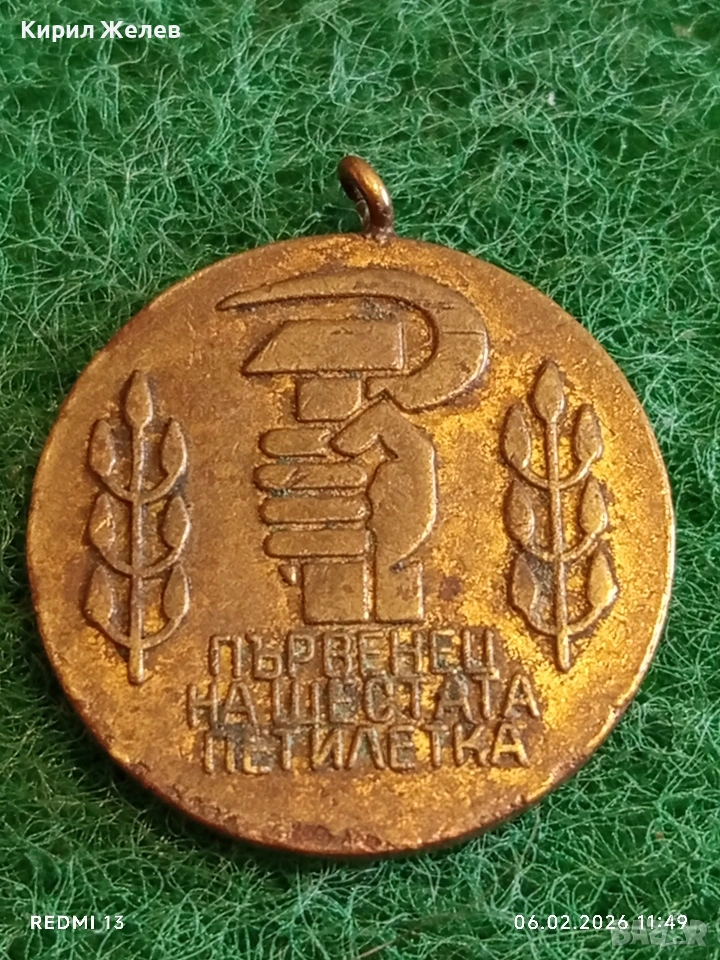 Кирил Желев
ПЪРВЕНЕЦ
НА ШЕСТАТА
ПЕТИЛЕТКА
REDMI 13
06.02.2026 11:49